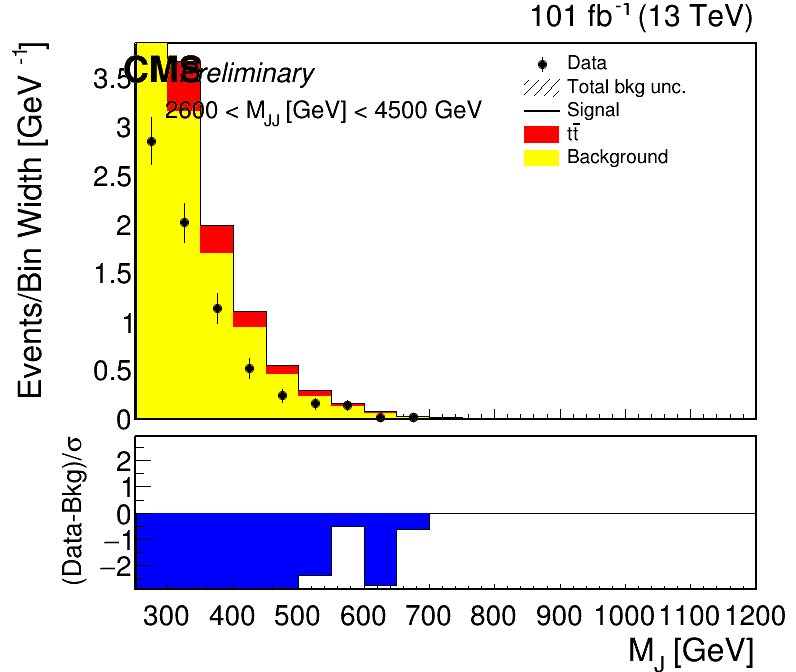 101 fb⁻¹ (13 TeV)
Events/Bin Width [GeV⁻¹]
CMS Preliminary
2600 < M_JJ [GeV] < 4500 GeV
Data
Total bkg unc.
Signal
tt̄
Background
3.5
3
2.5
2
1.5
1
0.5
0
(Data-Bkg)/σ
2
1
0
−1
−2
300 400 500 600 700 800 900 1000 1100 1200
M_J [GeV]